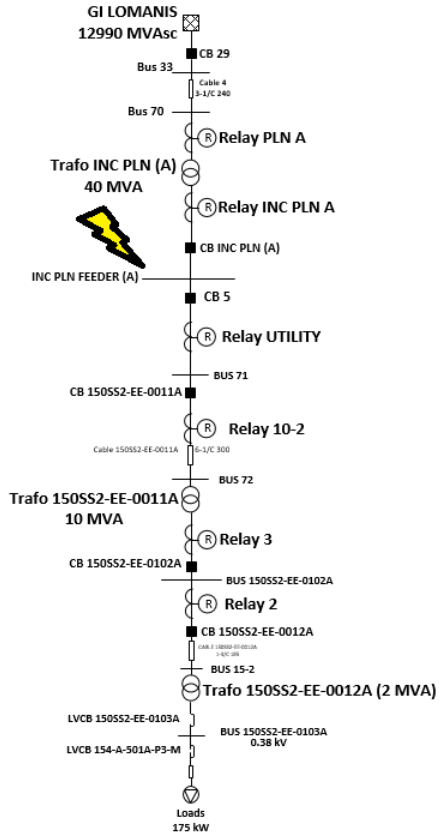 GI LOMANIS
12990 MVAsc
CB 29
Bus 33
Cable 4
3-1/C 240
Bus 70
R Relay PLN A
Trafo INC PLN (A)
40 MVA
R Relay INC PLN A
CB INC PLN (A)
INC PLN FEEDER (A)
CB 5
R Relay UTILITY
BUS 71
CB 150SS2-EE-0011A
R Relay 10-2
Cable 150SS2-EE-0011A 6-1/C 300
BUS 72
Trafo 150SS2-EE-0011A
10 MVA
R Relay 3
CB 150SS2-EE-0102A
BUS 150SS2-EE-0102A
R Relay 2
CB 150SS2-EE-0012A
CABLE 150SS2-EE-0012A
BUS 15-2
Trafo 150SS2-EE-0012A (2 MVA)
LVCB 150SS2-EE-0103A
BUS 150SS2-EE-0103A
0.38 kV
LVCB 154-A-501A-P3-M
Loads
175 kW